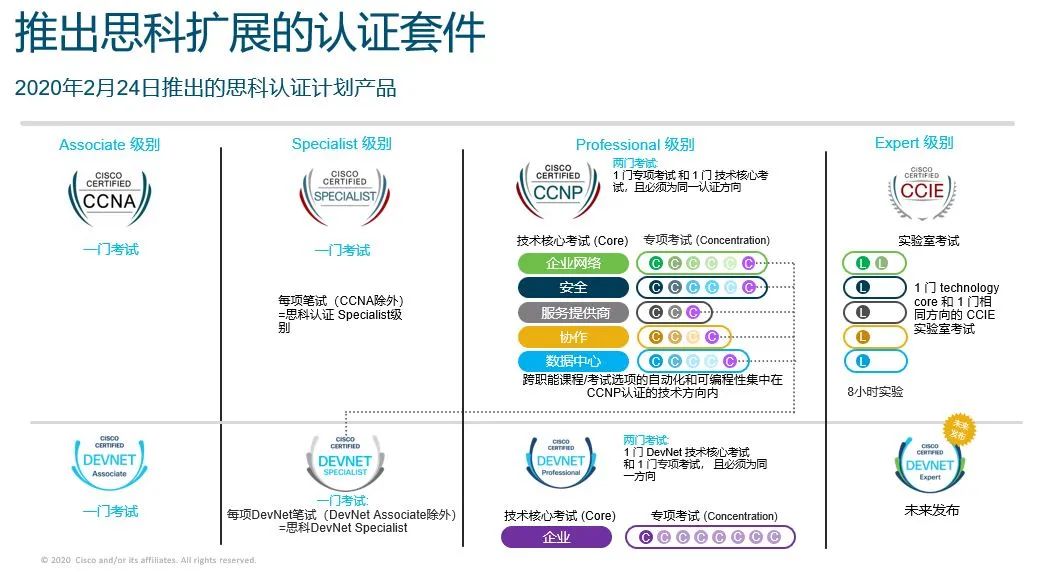 推出思科扩展的认证套件
2020年2月24日推出的思科认证计划产品
Associate 级别
CISCO
CERTIFIED
CCNA
一门考试
Specialist 级别
CISCO
CERTIFIED
SPECIALIST
一门考试
每项笔试（CCNA除外）
=思科认证 Specialist级
别
Professional 级别
CISCO
CERTIFIED
CCNP
两门考试:
1 门专项考试 和 1 门 技术核心考
试，且必须为同一认证方向
技术核心考试 (Core)
专项考试 (Concentration)
企业网络
C C C C C C
安全
C C C C C C
服务提供商
C C C
协作
C C C C
数据中心
C C C C C
跨职能课程/考试选项的自动化和可编程性集中在
CCNP认证的技术方向内
Expert 级别
CISCO
CERTIFIED
CCIE
实验室考试
L L
L
L
L
L
1 门 technology
core 和 1 门相
同方向的 CCIE
实验室考试
8小时实验
CISCO
CERTIFIED
DEVNET
Associate
一门考试
CISCO
CERTIFIED
DEVNET
SPECIALIST
一门考试:
每项DevNet笔试（DevNet Associate除外）
=思科DevNet Specialist
CISCO
CERTIFIED
DEVNET
Professional
两门考试:
1 门 DevNet 技术核心考试
和 1 门专项考试， 且必须为同
一方向
技术核心考试 (Core)
专项考试 (Concentration)
企业
C C C C C C C C
未来
发布
CISCO
CERTIFIED
DEVNET
Expert
未来发布
© 2020 Cisco and/or its affiliates. All rights reserved.